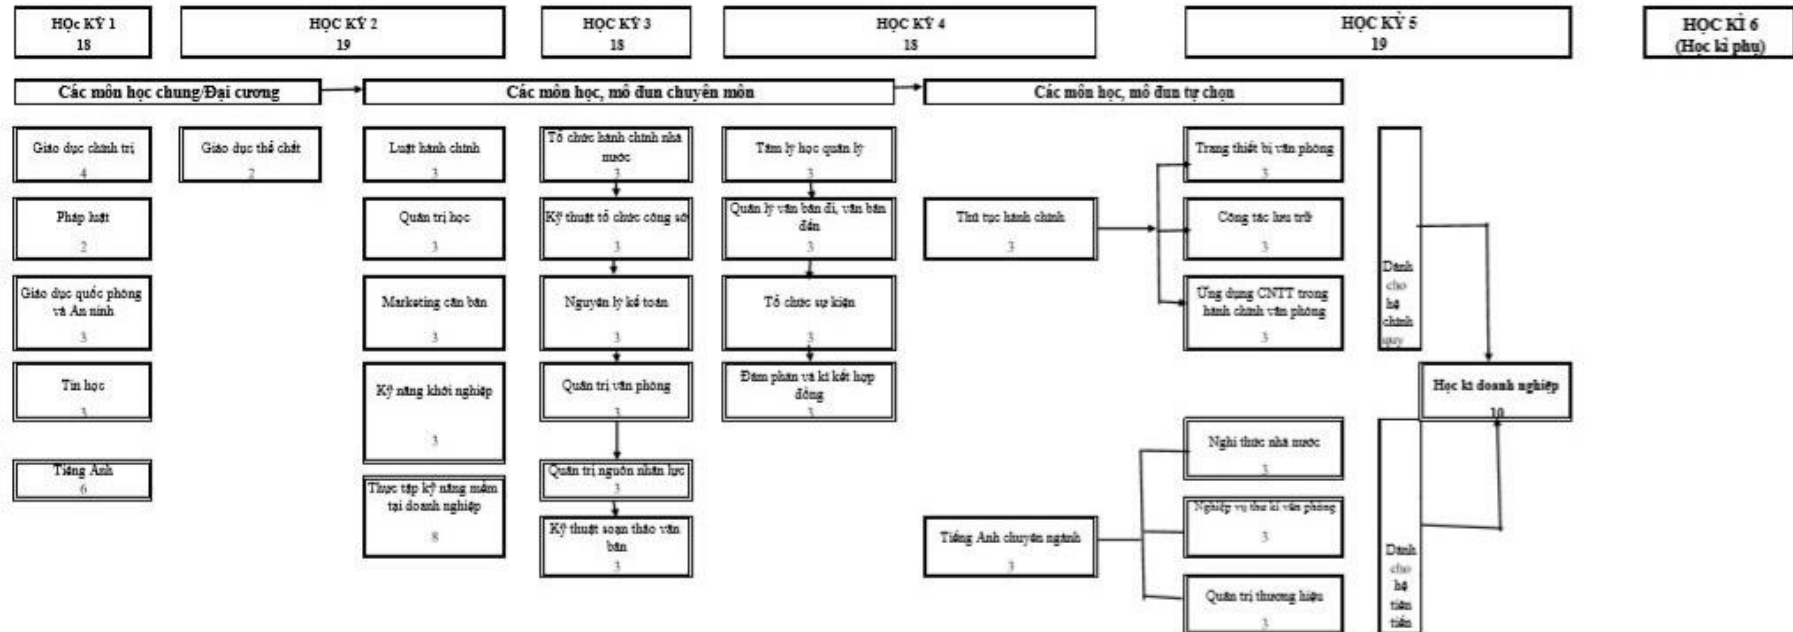 HỌC KỲ 1
18
HỌC KỲ 2
19
HỌC KỲ 3
18
HỌC KỲ 4
18
HỌC KỲ 5
19
HỌC KÌ 6
(Học kì phụ)
Các môn học chung/Đại cương
Các môn học, mô đun chuyên môn
Các môn học, mô đun tự chọn
Giáo dục chính trị
4
Pháp luật
2
Giáo dục quốc phòng
và An ninh
3
Tin học
3
Tiếng Anh
6
Giáo dục thể chất
2
Luật hành chính
3
Quản trị học
3
Marketing căn bản
3
Kỹ năng khởi nghiệp
3
Thực tập kỹ năng mềm
tại doanh nghiệp
8
Tổ chức hành chính nhà
nước
3
Kỹ thuật tổ chức công sở
3
Nguyên lý kế toán
3
Quản trị văn phòng
3
Quản trị nguồn nhân lực
3
Kỹ thuật soạn thảo văn
bản
3
Tâm lý học quản lý
3
Quản lý văn bản đi, văn bản
đến
3
Tổ chức sự kiện
3
Đàm phán và kí kết hợp
đồng
3
Thủ tục hành chính
3
Tiếng Anh chuyên ngành
3
Trang thiết bị văn phòng
3
Công tác lưu trữ
3
Ứng dụng CNTT trong
hành chính văn phòng
3
Nghi thức nhà nước
3
Nghiệp vụ thư kí văn phòng
3
Quản trị thương hiệu
3
Dành
cho
hệ
chính
quy
Dành
cho
hệ
tiên
tiến
Học kì doanh nghiệp
10